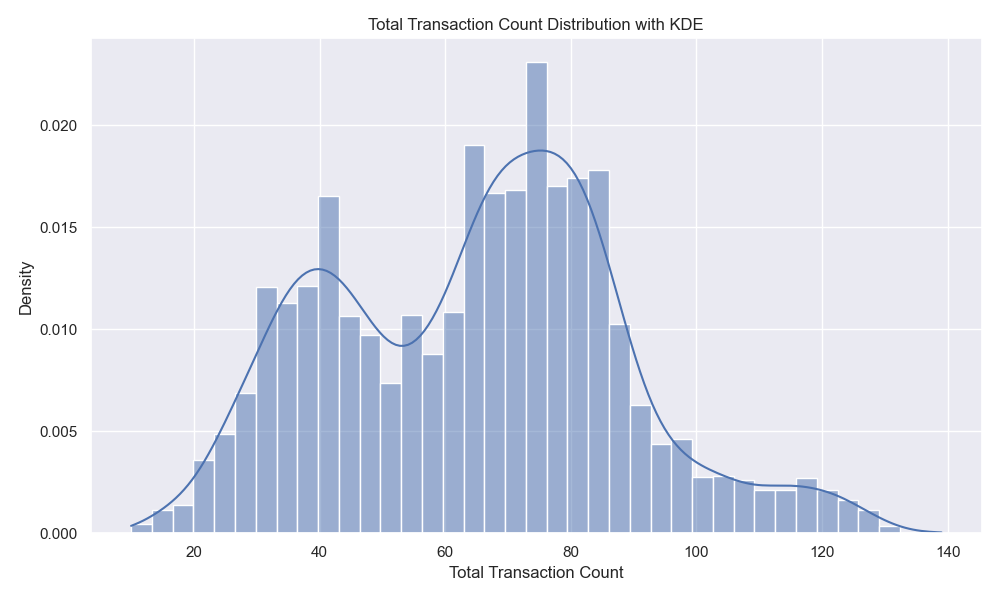 Total Transaction Count Distribution with KDE
Density
0.020
0.015
0.010
0.005
0.000
20 40 60 80 100 120 140
Total Transaction Count